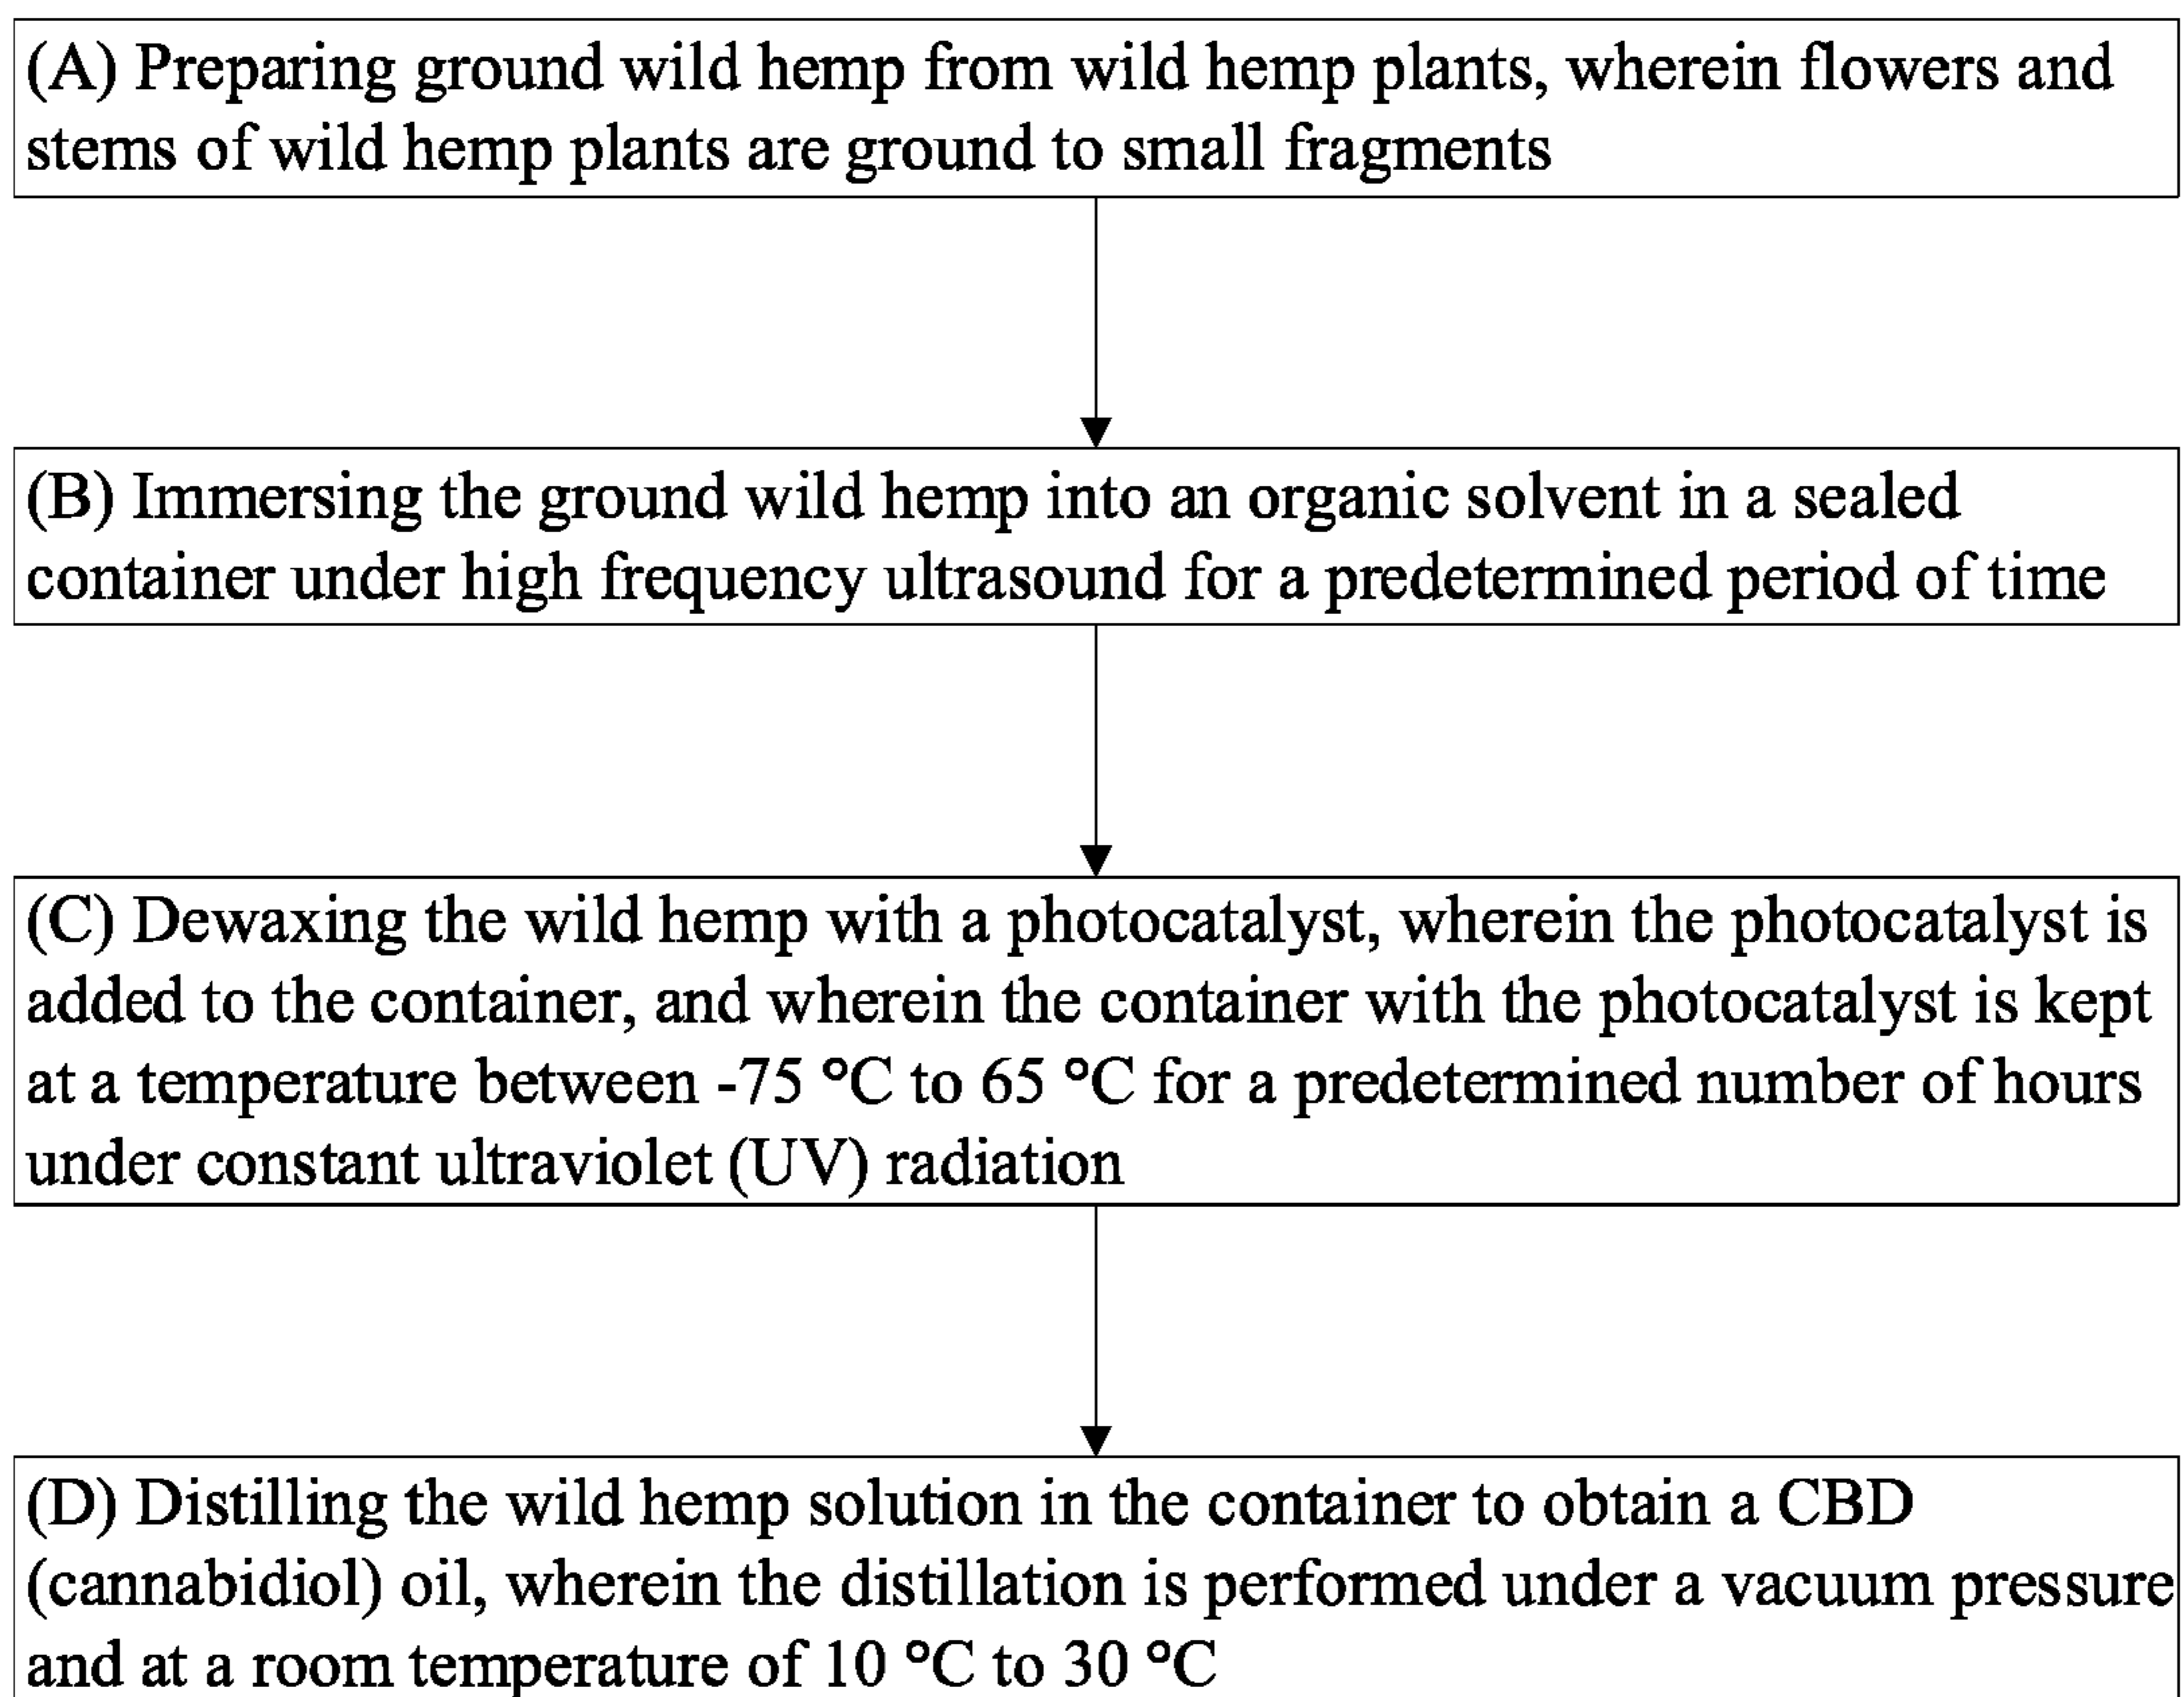 (A) Preparing ground wild hemp from wild hemp plants, wherein flowers and
stems of wild hemp plants are ground to small fragments
(B) Immersing the ground wild hemp into an organic solvent in a sealed
container under high frequency ultrasound for a predetermined period of time
(C) Dewaxing the wild hemp with a photocatalyst, wherein the photocatalyst is
added to the container, and wherein the container with the photocatalyst is kept
at a temperature between -75 °C to 65 °C for a predetermined number of hours
under constant ultraviolet (UV) radiation
(D) Distilling the wild hemp solution in the container to obtain a CBD
(cannabidiol) oil, wherein the distillation is performed under a vacuum pressure
and at a room temperature of 10 °C to 30 °C